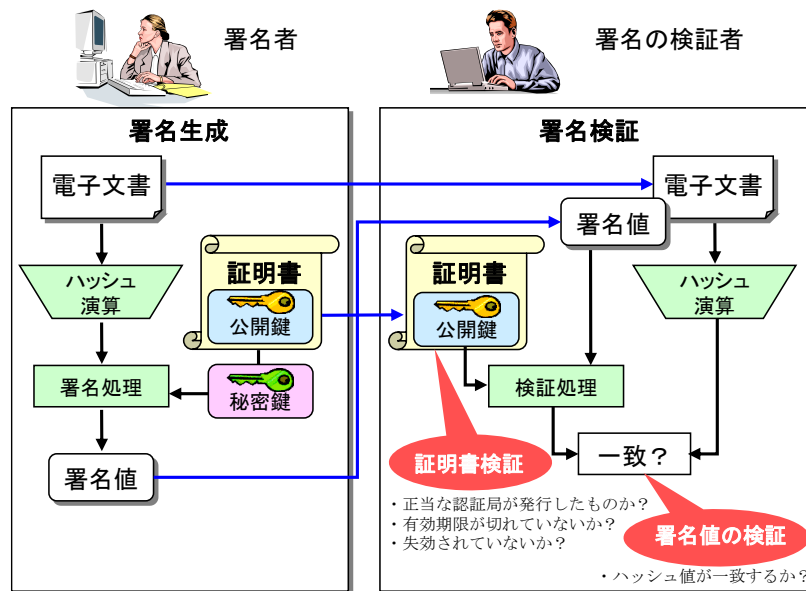 署名者
署名の検証者
署名生成
署名検証
電子文書
電子文書
署名値
ハッシュ
演算
証明書
公開鍵
証明書
公開鍵
ハッシュ
演算
署名処理
秘密鍵
検証処理
署名値
証明書検証
一致？
・正当な認証局が発行したものか？
・有効期限が切れていないか？
・失効されていないか？
署名値の検証
・ハッシュ値が一致するか？